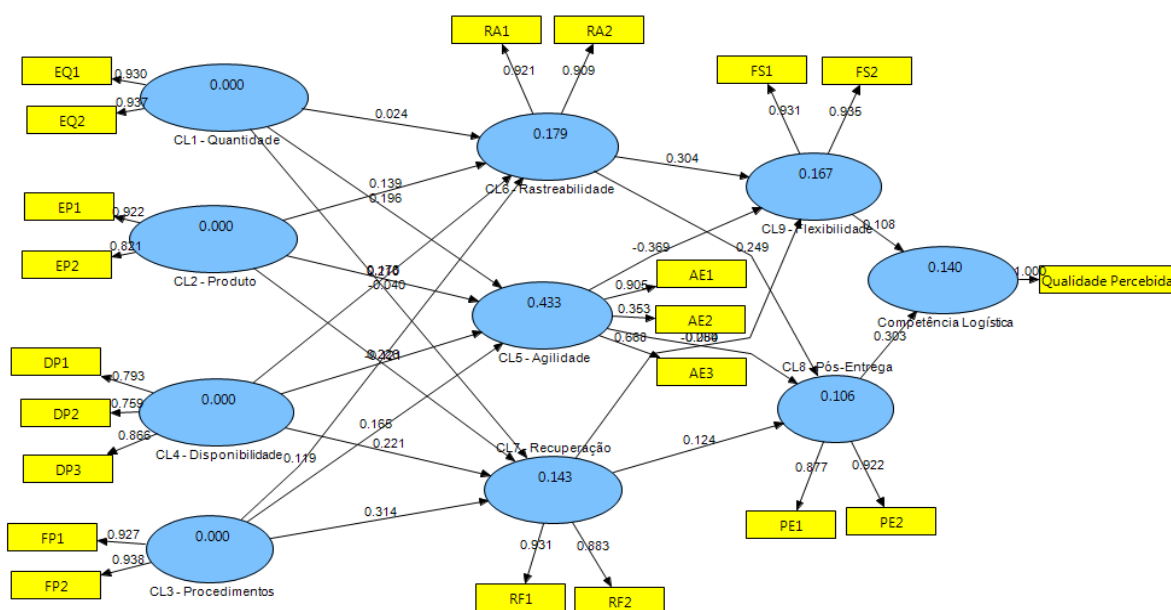 RA1
RA2
EQ1
0.930
0.000
0.921
0.909
FS1
FS2
EQ2
0.937
CL1 - Quantidade
0.024
0.179
0.931
0.935
CL6 - Rastreabilidade
0.304
0.167
EP1
0.922
0.139
0.196
CL9 - Flexibilidade
0.108
EP2
0.821
0.000
CL2 - Produto
-0.040
-0.369
0.249
0.140
1.000
Qualidade Percebida
AE1
0.905
0.433
0.353
AE2
Competência Logística
CL5 - Agilidade
0.688
0.303
DP1
0.793
AE3
CL8 - Pós-Entrega
DP2
0.759
0.000
0.106
DP3
0.866
CL4 - Disponibilidade
0.165
0.221
0.119
CL7 - Recuperação
0.124
0.143
0.877
0.922
FP1
0.927
0.000
0.314
PE1
PE2
FP2
0.938
CL3 - Procedimentos
0.931
0.883
RF1
RF2